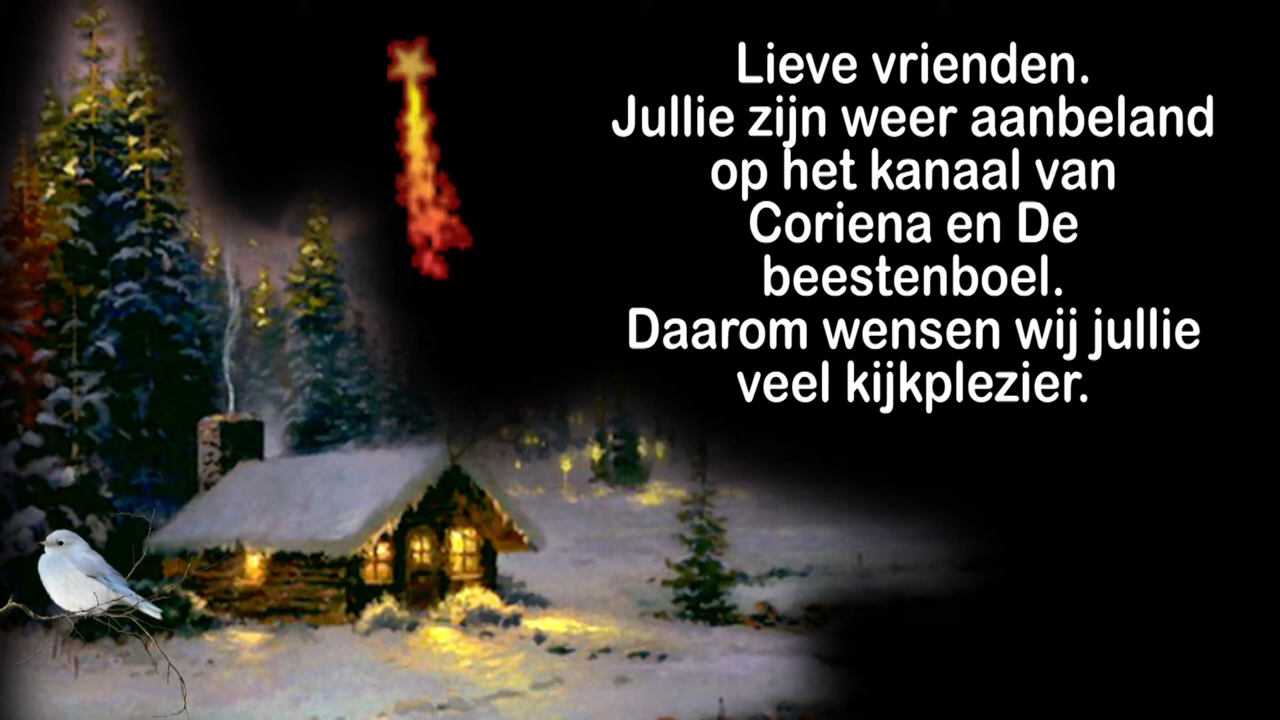 Lieve vrienden.
Jullie zijn weer aanbeland
op het kanaal van
Coriena en De
beestenboel.
Daarom wensen wij jullie
veel kijkplezier.